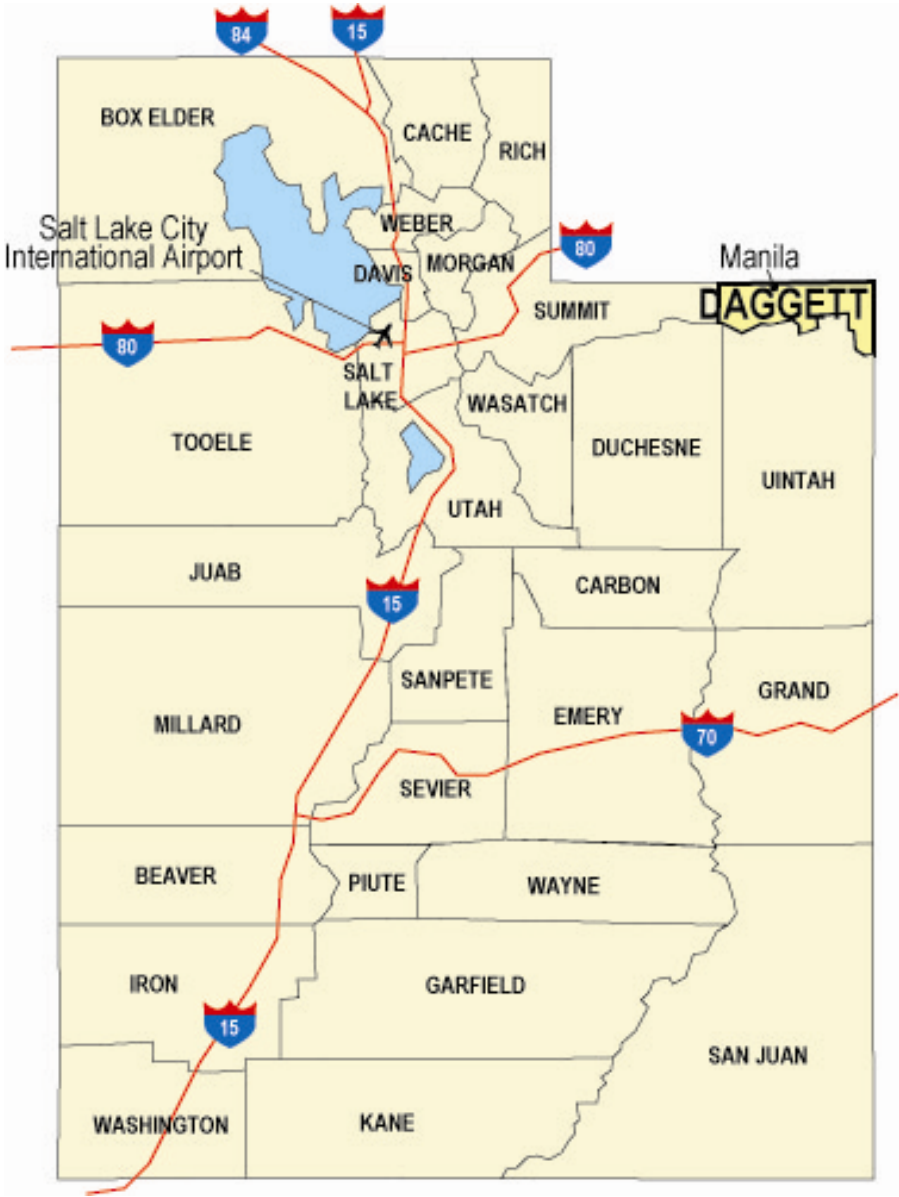 84
15
BOX ELDER
CACHE
RICH
Salt Lake City
International Airport
WEBER
80
DAVIS
MORGAN
Manila
DAGGETT
SUMMIT
80
SALT
LAKE
WASATCH
TOOELE
DUCHESNE
UINTAH
UTAH
JUAB
CARBON
15
SANPETE
GRAND
MILLARD
EMERY
70
SEVIER
BEAVER
PIUTE
WAYNE
IRON
GARFIELD
15
SAN JUAN
WASHINGTON
KANE